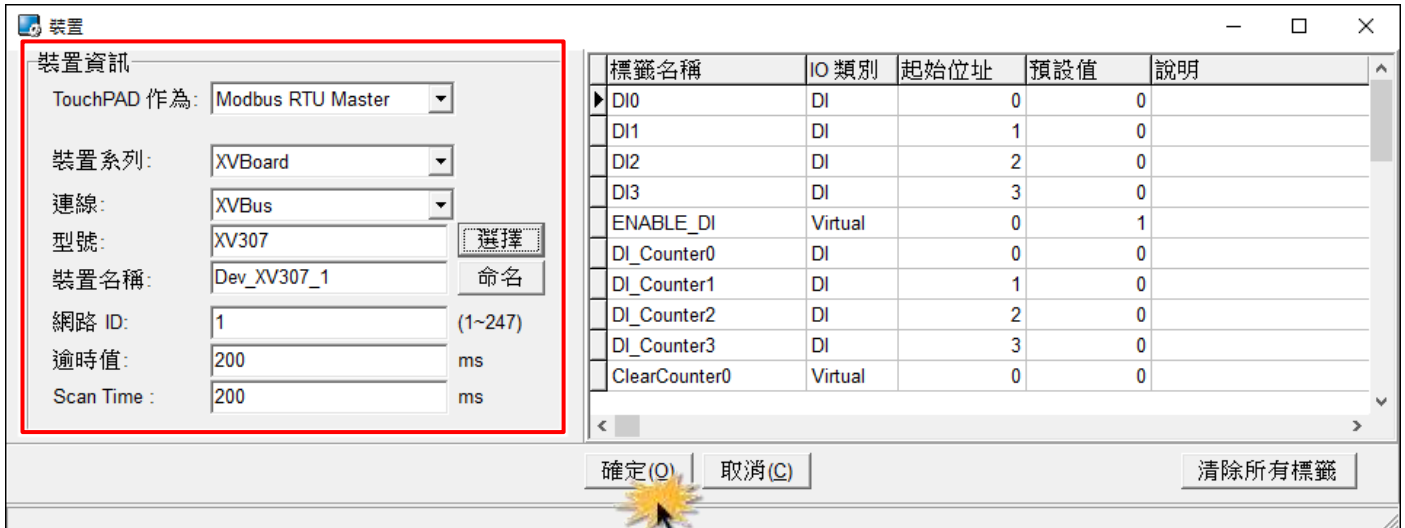 裝置
裝置資訊
TouchPAD 作為: Modbus RTU Master
裝置系列: XVBoard
連線: XVBus
型號: XV307 選擇
裝置名稱: Dev_XV307_1 命名
網路 ID: 1 (1~247)
逾時值: 200 ms
Scan Time : 200 ms
標籤名稱 IO 類別 起始位址 預設值 說明
DI0 DI 0 0
DI1 DI 1 0
DI2 DI 2 0
DI3 DI 3 0
ENABLE_DI Virtual 0 1
DI_Counter0 DI 0 0
DI_Counter1 DI 1 0
DI_Counter2 DI 2 0
DI_Counter3 DI 3 0
ClearCounter0 Virtual 0 0
確定(O) 取消(C) 清除所有標籤